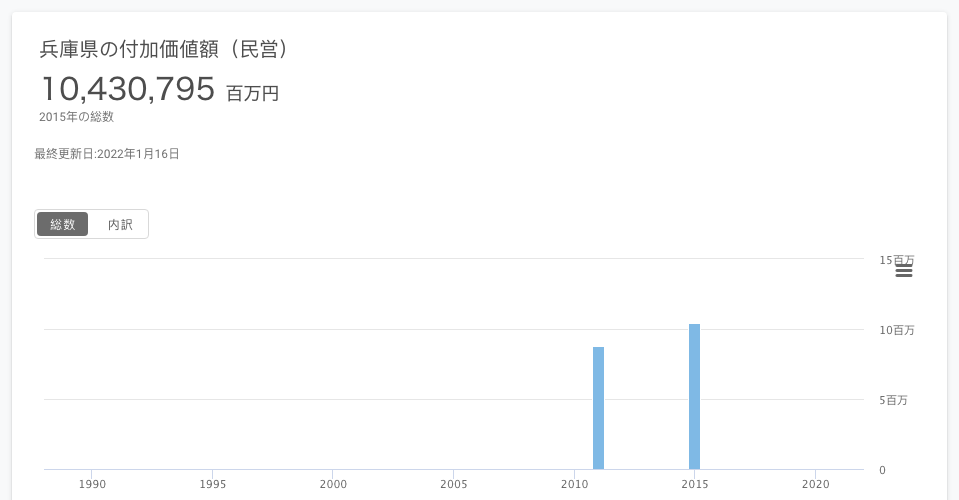 兵庫県の付加価値額（民営）
10,430,795 百万円
2015年の総数
最終更新日:2022年1月16日
総数 内訳
15百万
10百万
5百万
0
1990 1995 2000 2005 2010 2015 2020